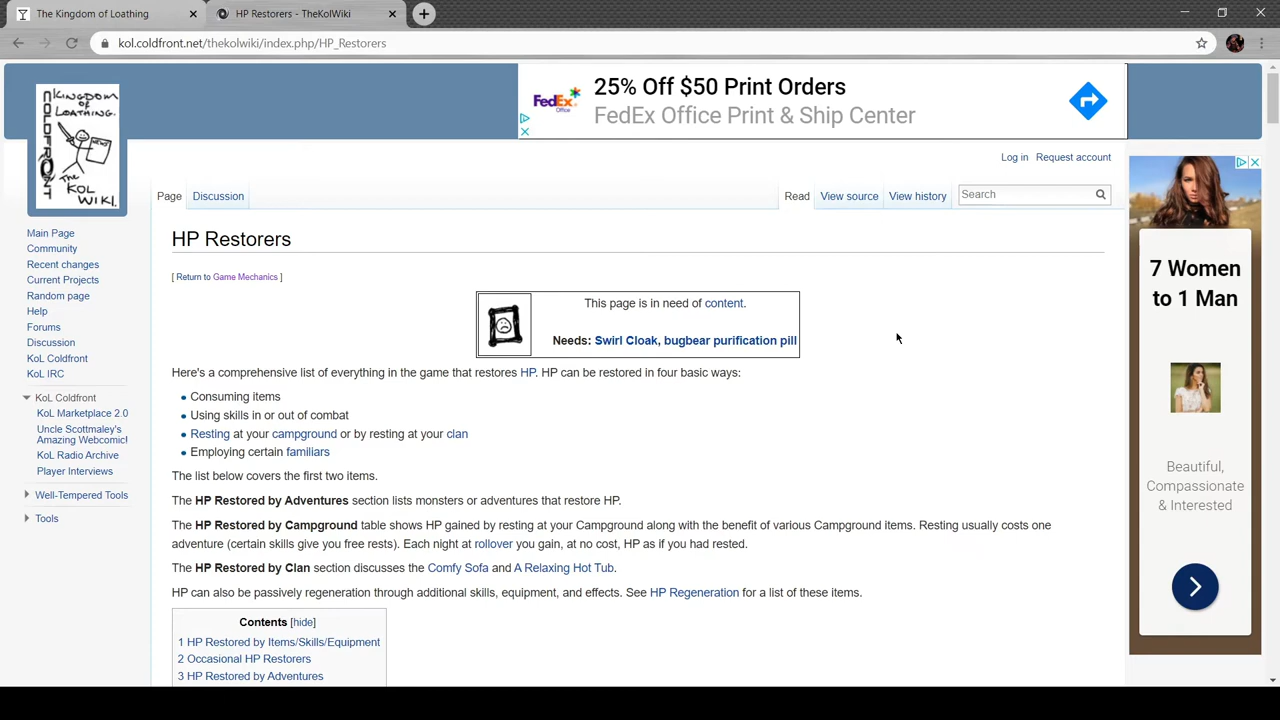 The Kingdom of Loathing
HP Restorers - TheKolWiki
kol.coldfront.net/thekolwiki/index.php/HP_Restorers
KINGDOM OF LOATHING.
COLDFRONT
NEWS
The KOL WIKI.
FedEx Office
25% Off $50 Print Orders
FedEx Office Print & Ship Center
Log in Request account
Page Discussion Read View source View history Search
Main Page
Community
Recent changes
Current Projects
Random page
Help
Forums
Discussion
KoL Coldfront
KoL IRC
KoL Coldfront
KoL Marketplace 2.0
Uncle Scottmaley's
Amazing Webcomic!
KoL Radio Archive
Player Interviews
Well-Tempered Tools
Tools
HP Restorers
[ Return to Game Mechanics ]
This page is in need of content.
Needs: Swirl Cloak, bugbear purification pill
Here's a comprehensive list of everything in the game that restores HP. HP can be restored in four basic ways:
Consuming items
Using skills in or out of combat
Resting at your campground or by resting at your clan
Employing certain familiars
The list below covers the first two items.
The HP Restored by Adventures section lists monsters or adventures that restore HP.
The HP Restored by Campground table shows HP gained by resting at your Campground along with the benefit of various Campground items. Resting usually costs one
adventure (certain skills give you free rests). Each night at rollover you gain, at no cost, HP as if you had rested.
The HP Restored by Clan section discusses the Comfy Sofa and A Relaxing Hot Tub.
HP can also be passively regeneration through additional skills, equipment, and effects. See HP Regeneration for a list of these items.
Contents [hide]
1 HP Restored by Items/Skills/Equipment
2 Occasional HP Restorers
3 HP Restored by Adventures
7 Women
to 1 Man
Beautiful,
Compassionate
& Interested